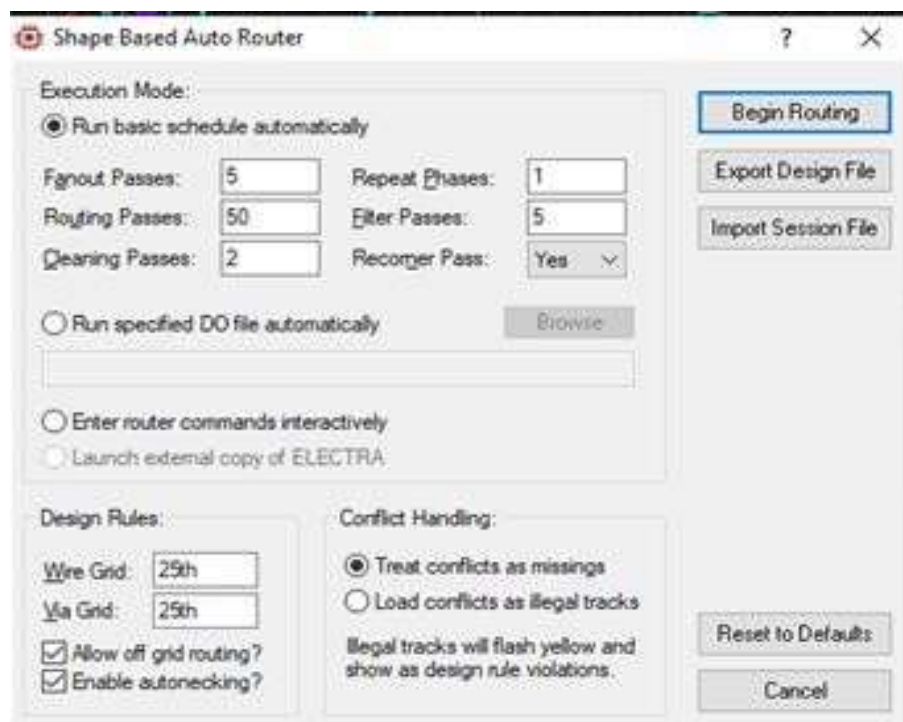 Shape Based Auto Router ? X
Execution Mode:
Run basic schedule automatically
Fanout Passes: 5 Repeat Phases: 1
Routing Passes: 50 Filter Passes: 5
Cleaning Passes: 2 Recorner Pass: Yes
Run specified DO file automatically Browse
Enter router commands interactively
Launch external copy of ELECTRA
Begin Routing
Export Design File
Import Session File
Design Rules:
Wire Grid: 25th
Via Grid: 25th
Allow off grid routing?
Enable autonecking?
Conflict Handling:
Treat conflicts as missings
Load conflicts as illegal tracks
Illegal tracks will flash yellow and
show as design rule violations.
Reset to Defaults
Cancel